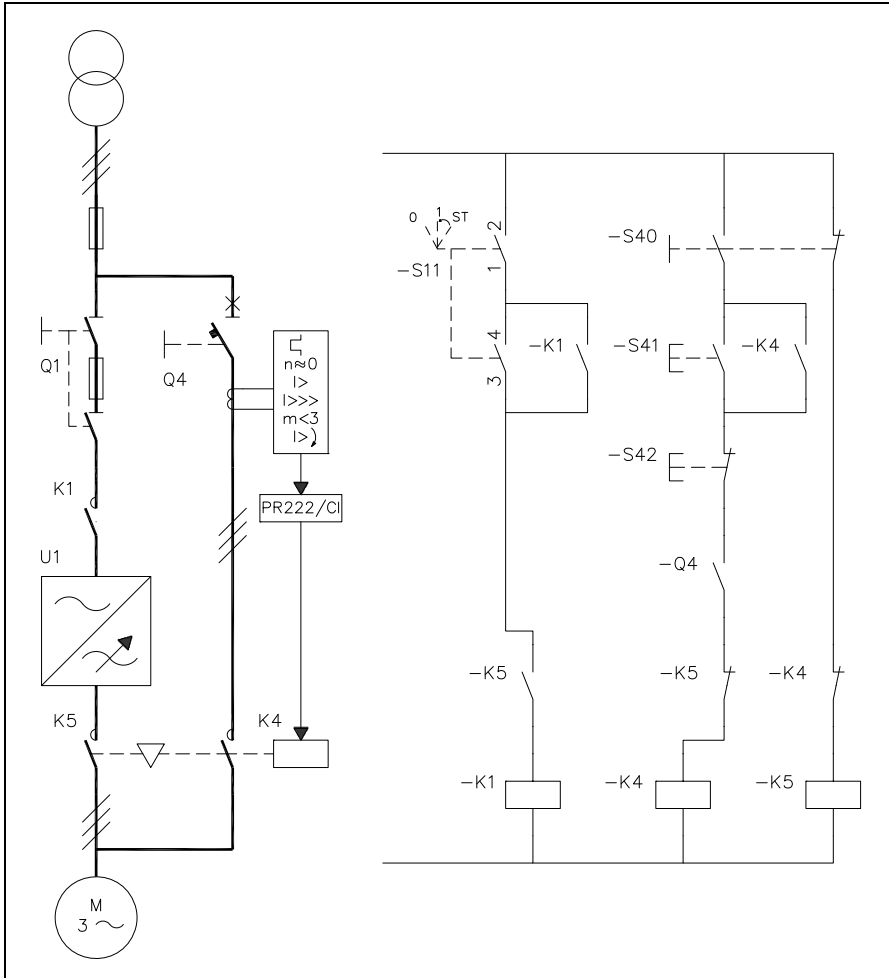 0 1 ST
-S11
2
1
4
3
-K1
-K5
-K1
-S40
-S41
-K4
-S42
-Q4
-K5
-K4
-K4
-K5
Q1
Q4
n≈0
I>
I>>>
m<3
I>
K1
PR222/CI
U1
K5
K4
M
3